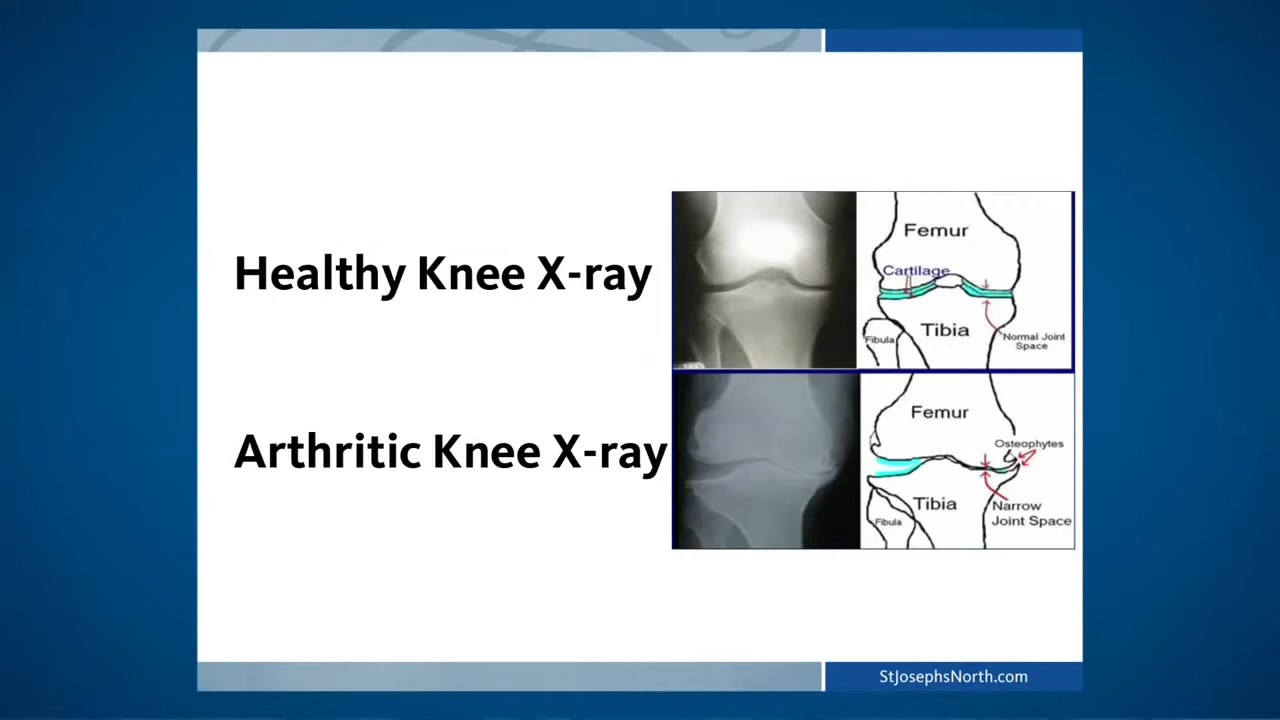 Healthy Knee X-ray
Femur
Cartilage
Tibia
Fibula
Normal Joint
Space
Arthritic Knee X-ray
Femur
Osteophytes
Tibia
Narrow
Joint Space
Fibula
StJosephsNorth.com